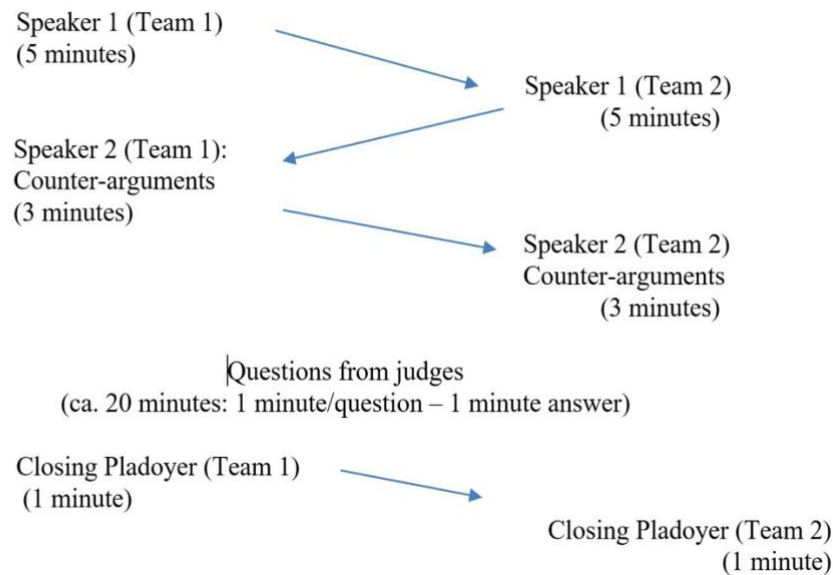 Speaker 1 (Team 1)
(5 minutes)
Speaker 1 (Team 2)
(5 minutes)
Speaker 2 (Team 1):
Counter-arguments
(3 minutes)
Speaker 2 (Team 2)
Counter-arguments
(3 minutes)
Questions from judges
(ca. 20 minutes: 1 minute/question – 1 minute answer)
Closing Pladoyer (Team 1)
(1 minute)
Closing Pladoyer (Team 2)
(1 minute)